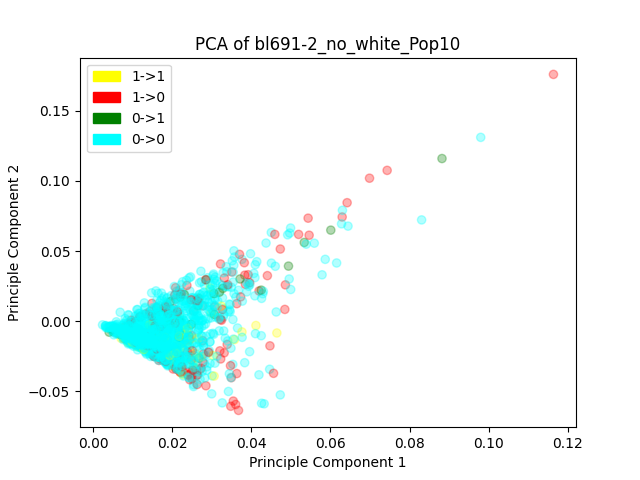 PCA of bl691-2_no_white_Pop10
1->1
1->0
0->1
0->0
Principle Component 2
0.15
0.10
0.05
0.00
−0.05
0.00 0.02 0.04 0.06 0.08 0.10 0.12
Principle Component 1